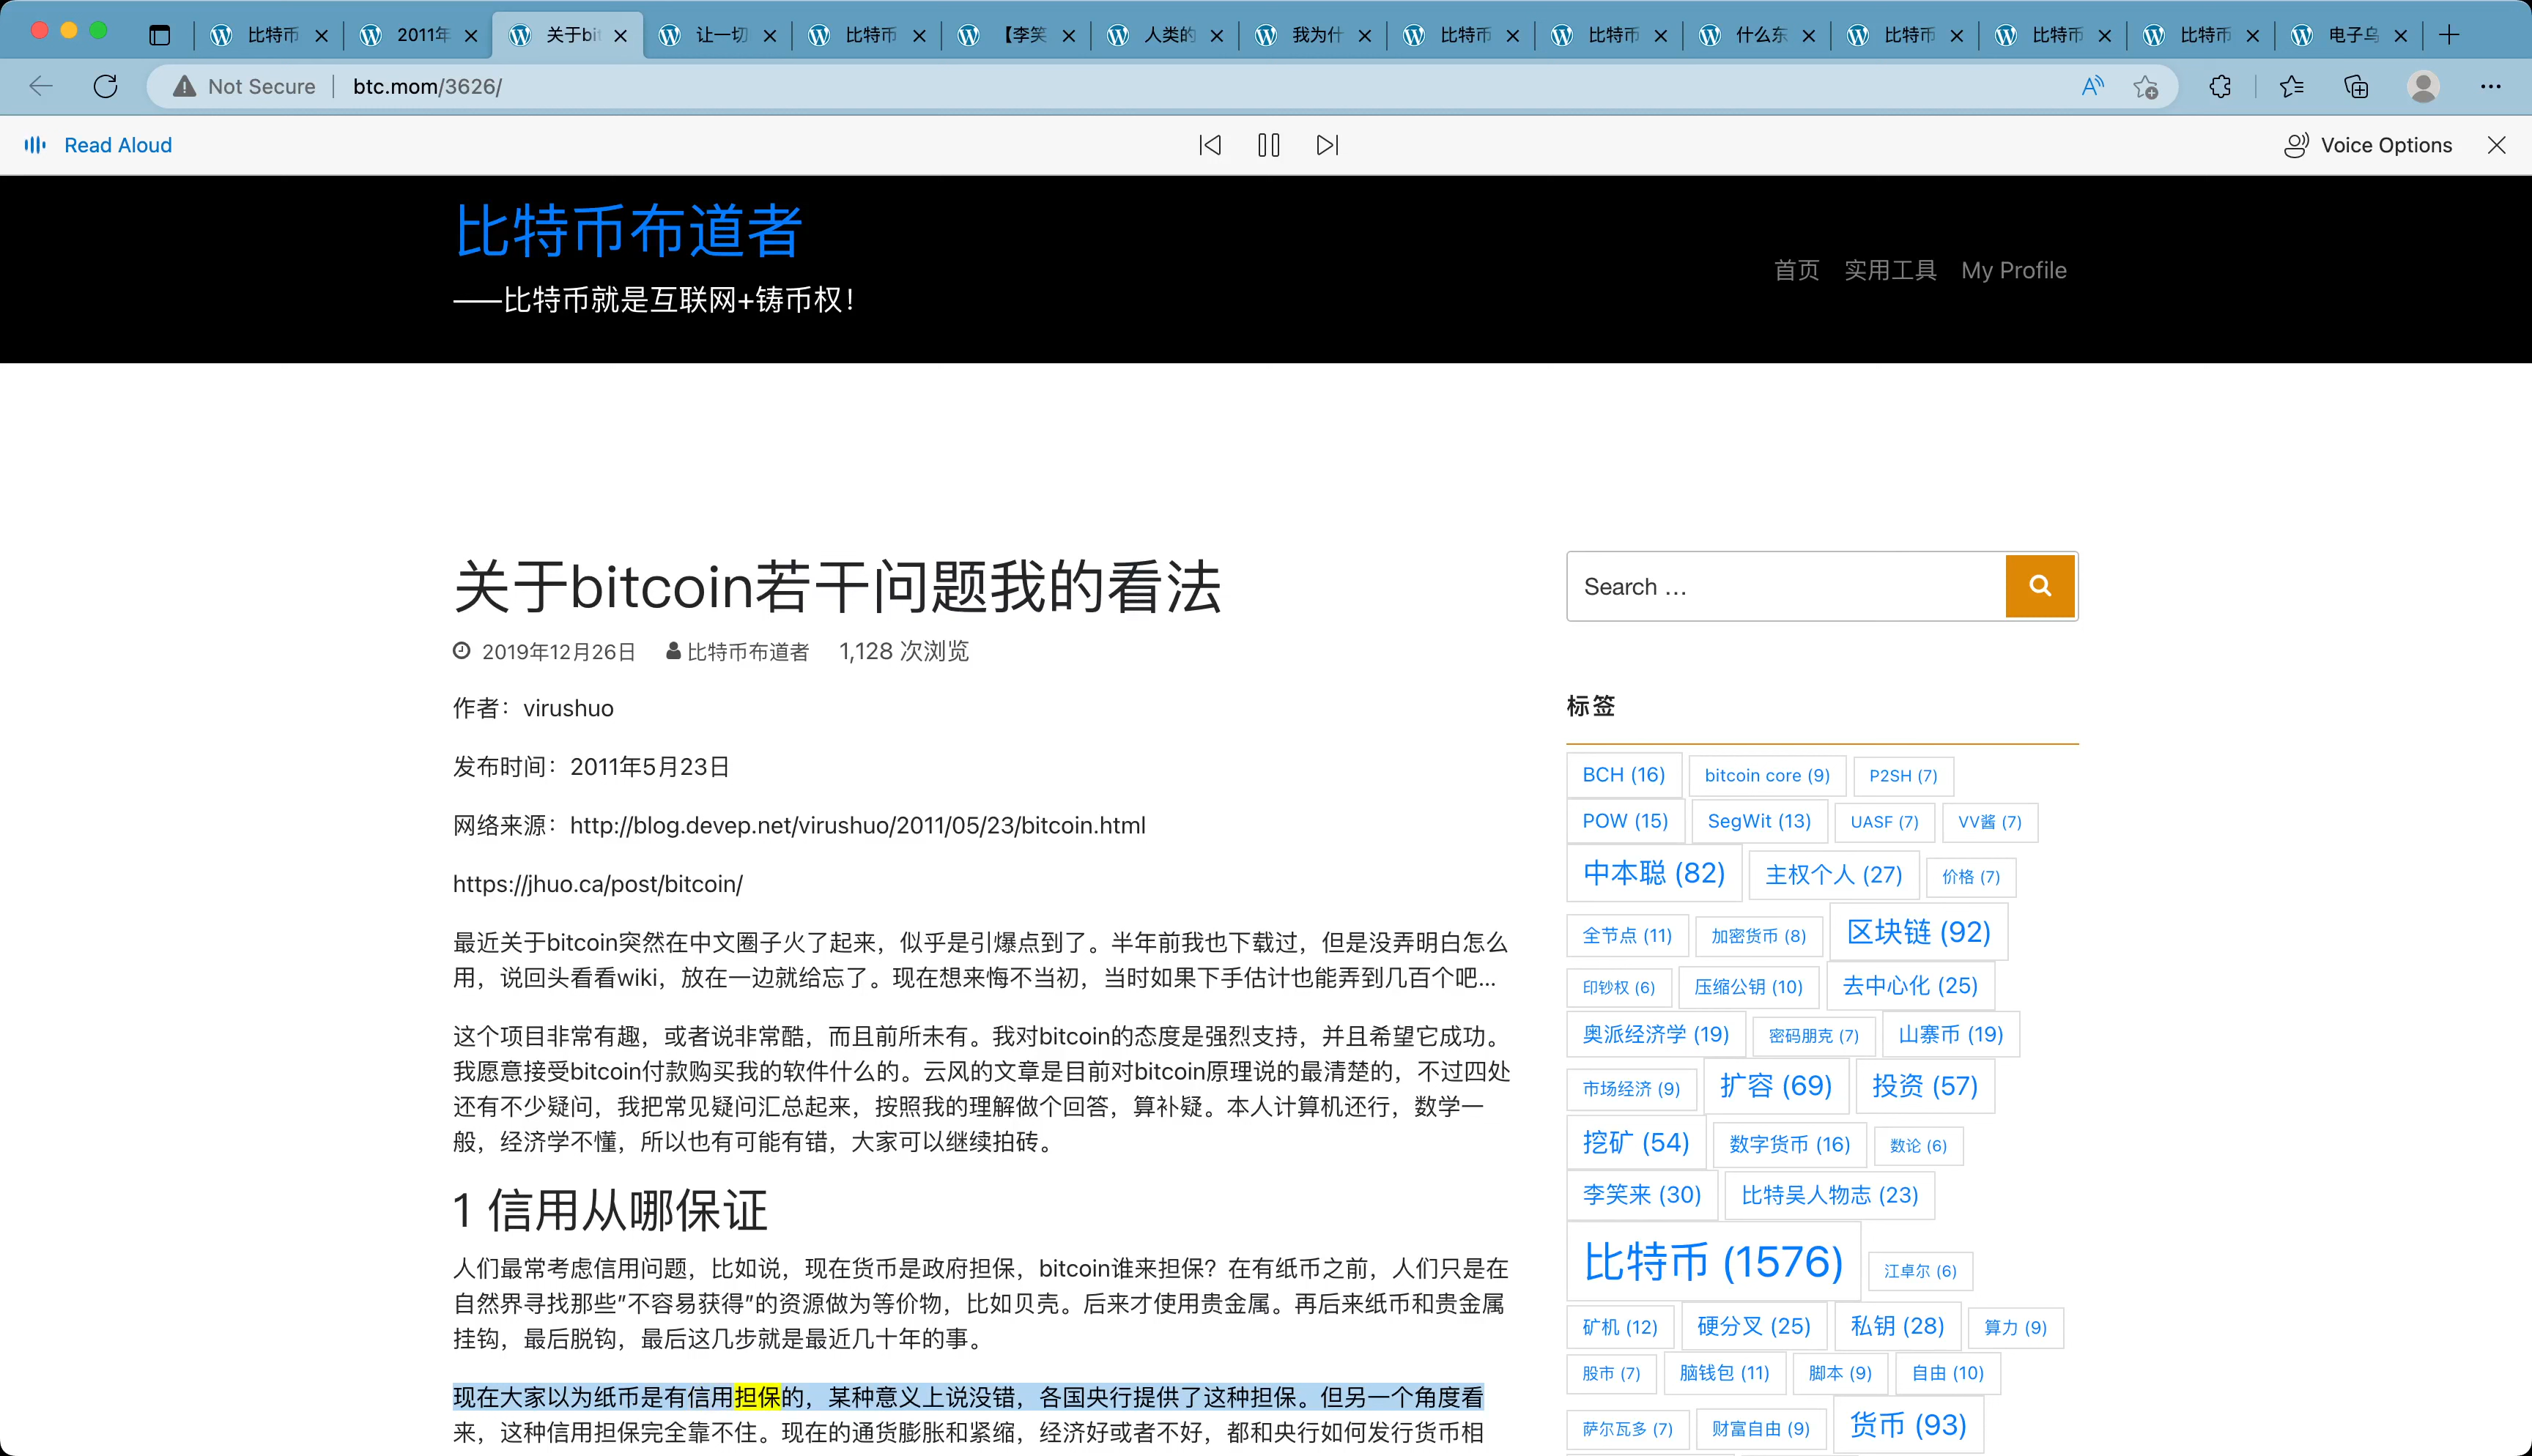 比特币
2011年
关于bit
让一切
比特币
【李笑
人类的
我为什
比特币
比特币
什么东
比特币
比特币
比特币
电子乌
Not Secure
btc.mom/3626/
Read Aloud
Voice Options
比特币布道者
——比特币就是互联网+铸币权！
首页 实用工具 My Profile
关于bitcoin若干问题我的看法
2019年12月26日 比特币布道者 1,128 次浏览
作者：virushuo
发布时间：2011年5月23日
网络来源：http://blog.devep.net/virushuo/2011/05/23/bitcoin.html
https://jhuo.ca/post/bitcoin/
最近关于bitcoin突然在中文圈子火了起来，似乎是引爆点到了。半年前我也下载过，但是没弄明白怎么
用，说回头看看wiki，放在一边就给忘了。现在想来悔不当初，当时如果下手估计也能弄到几百个吧…
这个项目非常有趣，或者说非常酷，而且前所未有。我对bitcoin的态度是强烈支持，并且希望它成功。
我愿意接受bitcoin付款购买我的软件什么的。云风的文章是目前对bitcoin原理说的最清楚的，不过四处
还有不少疑问，我把常见疑问汇总起来，按照我的理解做个回答，算补疑。本人计算机还行，数学一
般，经济学不懂，所以也有可能有错，大家可以继续拍砖。
1 信用从哪保证
人们最常考虑信用问题，比如说，现在货币是政府担保，bitcoin谁来担保？在有纸币之前，人们只是在
自然界寻找那些”不容易获得”的资源做为等价物，比如贝壳。后来才使用贵金属。再后来纸币和贵金属
挂钩，最后脱钩，最后这几步就是最近几十年的事。
现在大家以为纸币是有信用担保的，某种意义上说没错，各国央行提供了这种担保。但另一个角度看
来，这种信用担保完全靠不住。现在的通货膨胀和紧缩，经济好或者不好，都和央行如何发行货币相
Search …
标签
BCH (16) bitcoin core (9) P2SH (7)
POW (15) SegWit (13) UASF (7) VV酱 (7)
中本聪 (82) 主权个人 (27) 价格 (7)
全节点 (11) 加密货币 (8) 区块链 (92)
印钞权 (6) 压缩公钥 (10) 去中心化 (25)
奥派经济学 (19) 密码朋克 (7) 山寨币 (19)
市场经济 (9) 扩容 (69) 投资 (57)
挖矿 (54) 数字货币 (16) 数论 (6)
李笑来 (30) 比特吴人物志 (23)
比特币 (1576) 江卓尔 (6)
矿机 (12) 硬分叉 (25) 私钥 (28) 算力 (9)
股市 (7) 脑钱包 (11) 脚本 (9) 自由 (10)
萨尔瓦多 (7) 财富自由 (9) 货币 (93)